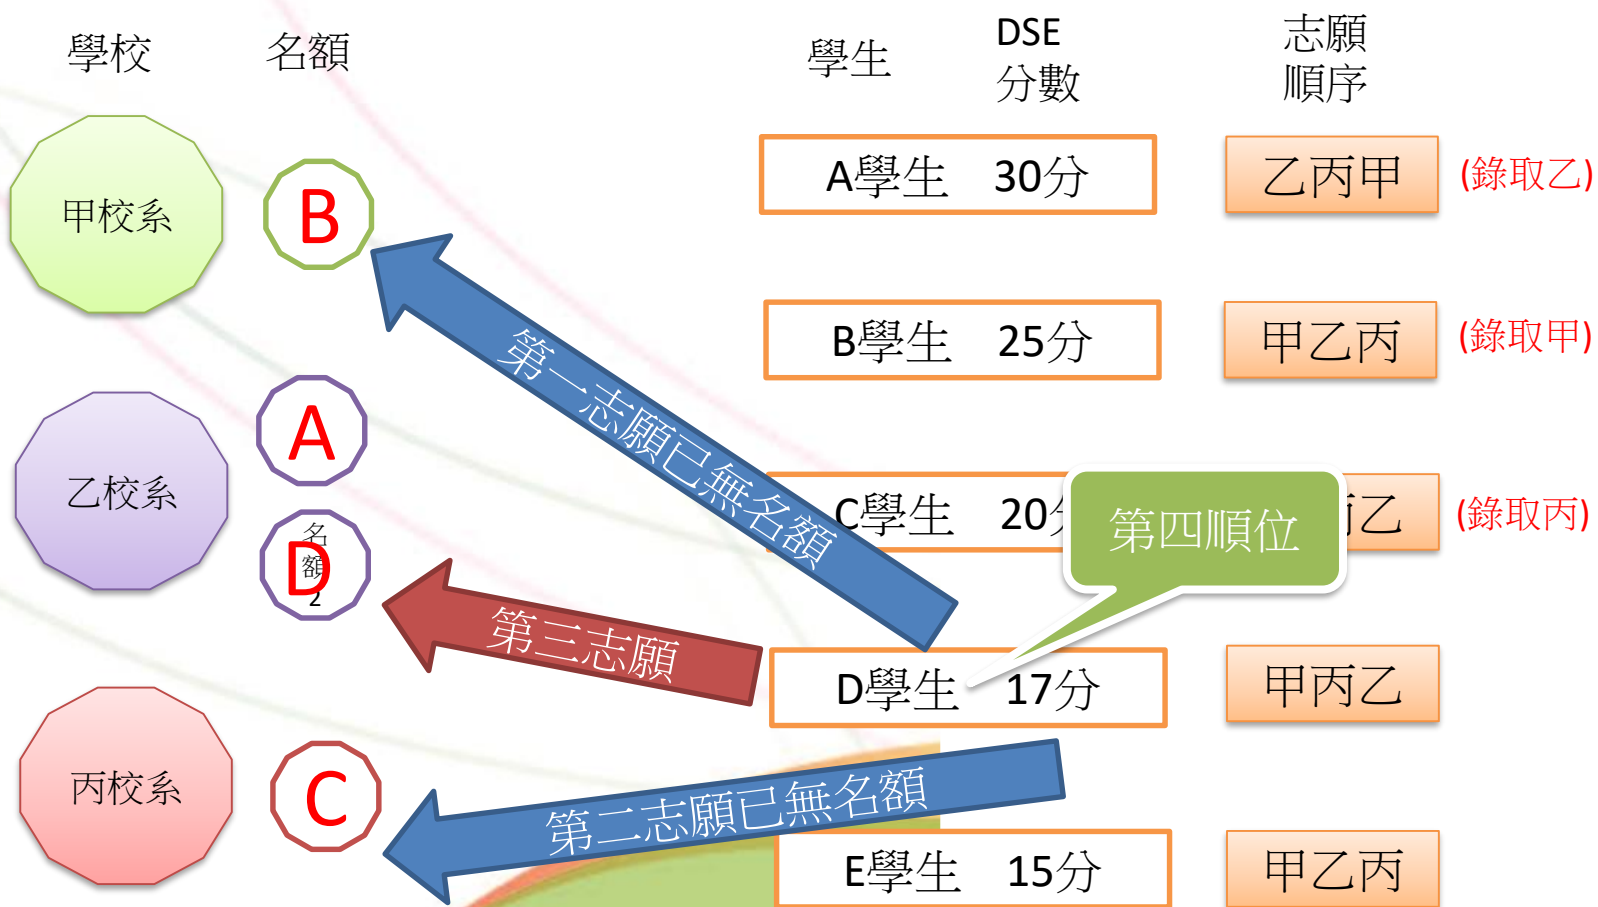 學校
名額
學生
DSE
分數
志願
順序
甲校系
B
A學生 30分
乙丙甲
(錄取乙)
第一志願已無名額
B學生 25分
甲乙丙
(錄取甲)
乙校系
A
名
額
2
D
C學生 20
第四順位
乙
(錄取丙)
第三志願
D學生 17分
甲丙乙
丙校系
C
第二志願已無名額
E學生 15分
甲乙丙